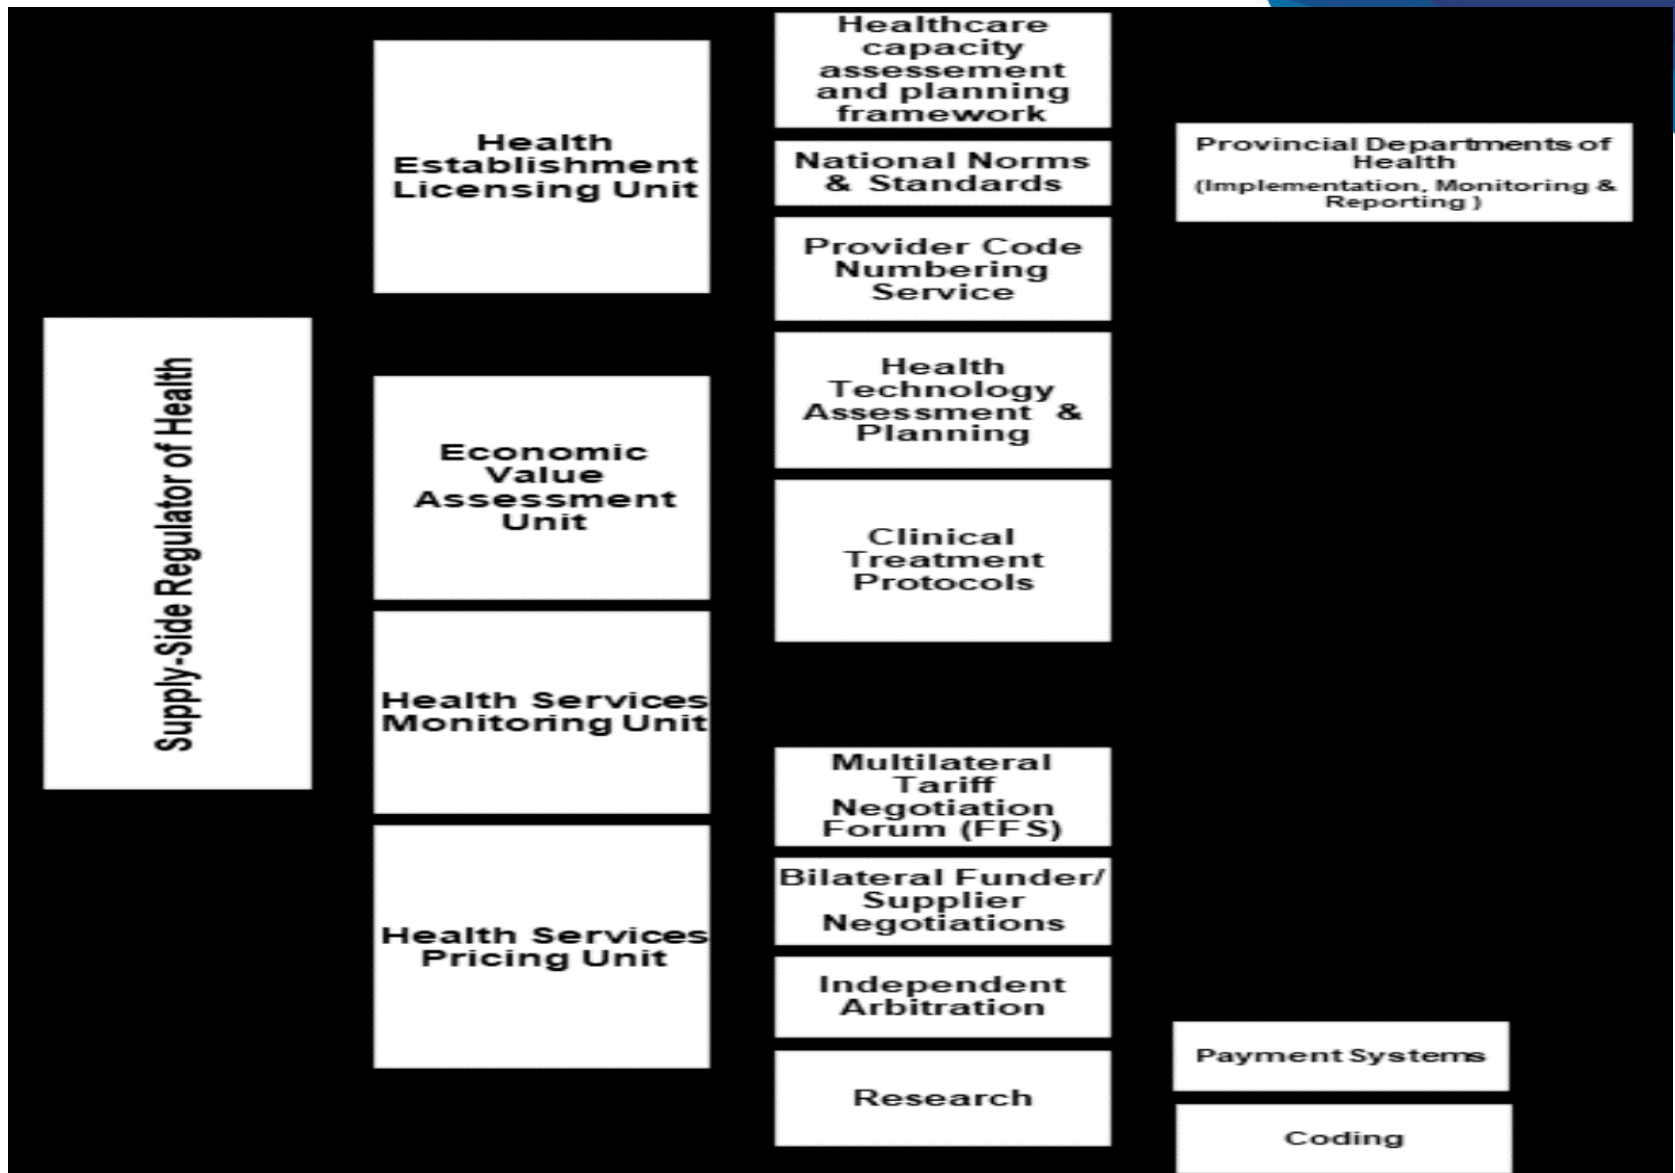 Supply-Side Regulator of Health
Health
Establishment
Licensing Unit
Economic
Value
Assessment
Unit
Health Services
Monitoring Unit
Health Services
Pricing Unit
Healthcare
capacity
assessement
and planning
framework
National Norms
& Standards
Provider Code
Numbering
Service
Health
Technology
Assessment &
Planning
Clinical
Treatment
Protocols
Multilateral
Tariff
Negotiation
Forum (FFS)
Bilateral Funder/
Supplier
Negotiations
Independent
Arbitration
Research
Provincial Departments of
Health
(Implementation, Monitoring &
Reporting )
Payment Systems
Coding